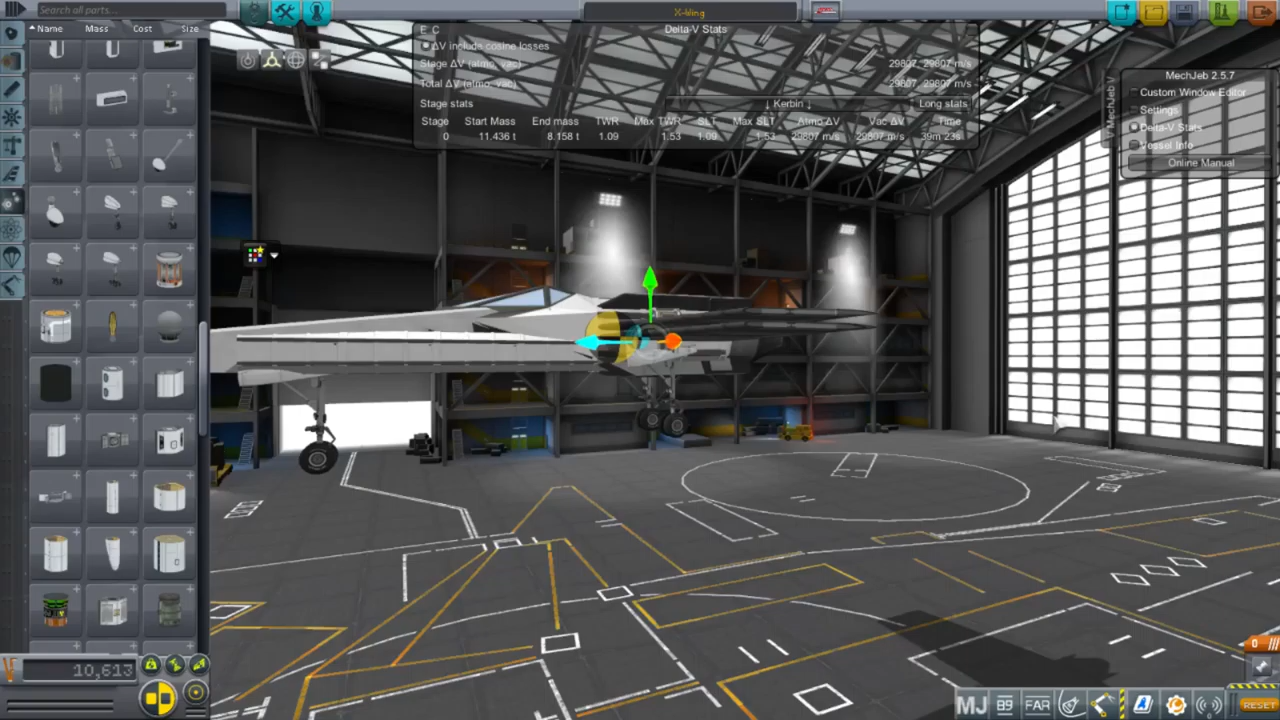 Search all parts...
X-Wing
Name Mass Cost Size
E C
Delta-V Stats
ΔV include cosine losses
Stage ΔV (atmo, vac) 29807, 29807 m/s
Total ΔV (atmo, vac) 29807, 29807 m/s
Stage stats ↓ Kerbin ↓ Long stats
Stage Start Mass End mass TWR Max TWR SLT Max SLT Atmo ΔV Vac ΔV Time
0 11.436 t 8.158 t 1.09 1.53 1.09 1.53 29807 m/s 29807 m/s 39m 23s
MechJeb 2.5.7
V MechJeb V
Custom Window Editor
Settings
Delta-V Stats
Vessel Info
Online Manual
10,613
0
MJ B9 FAR
RESET